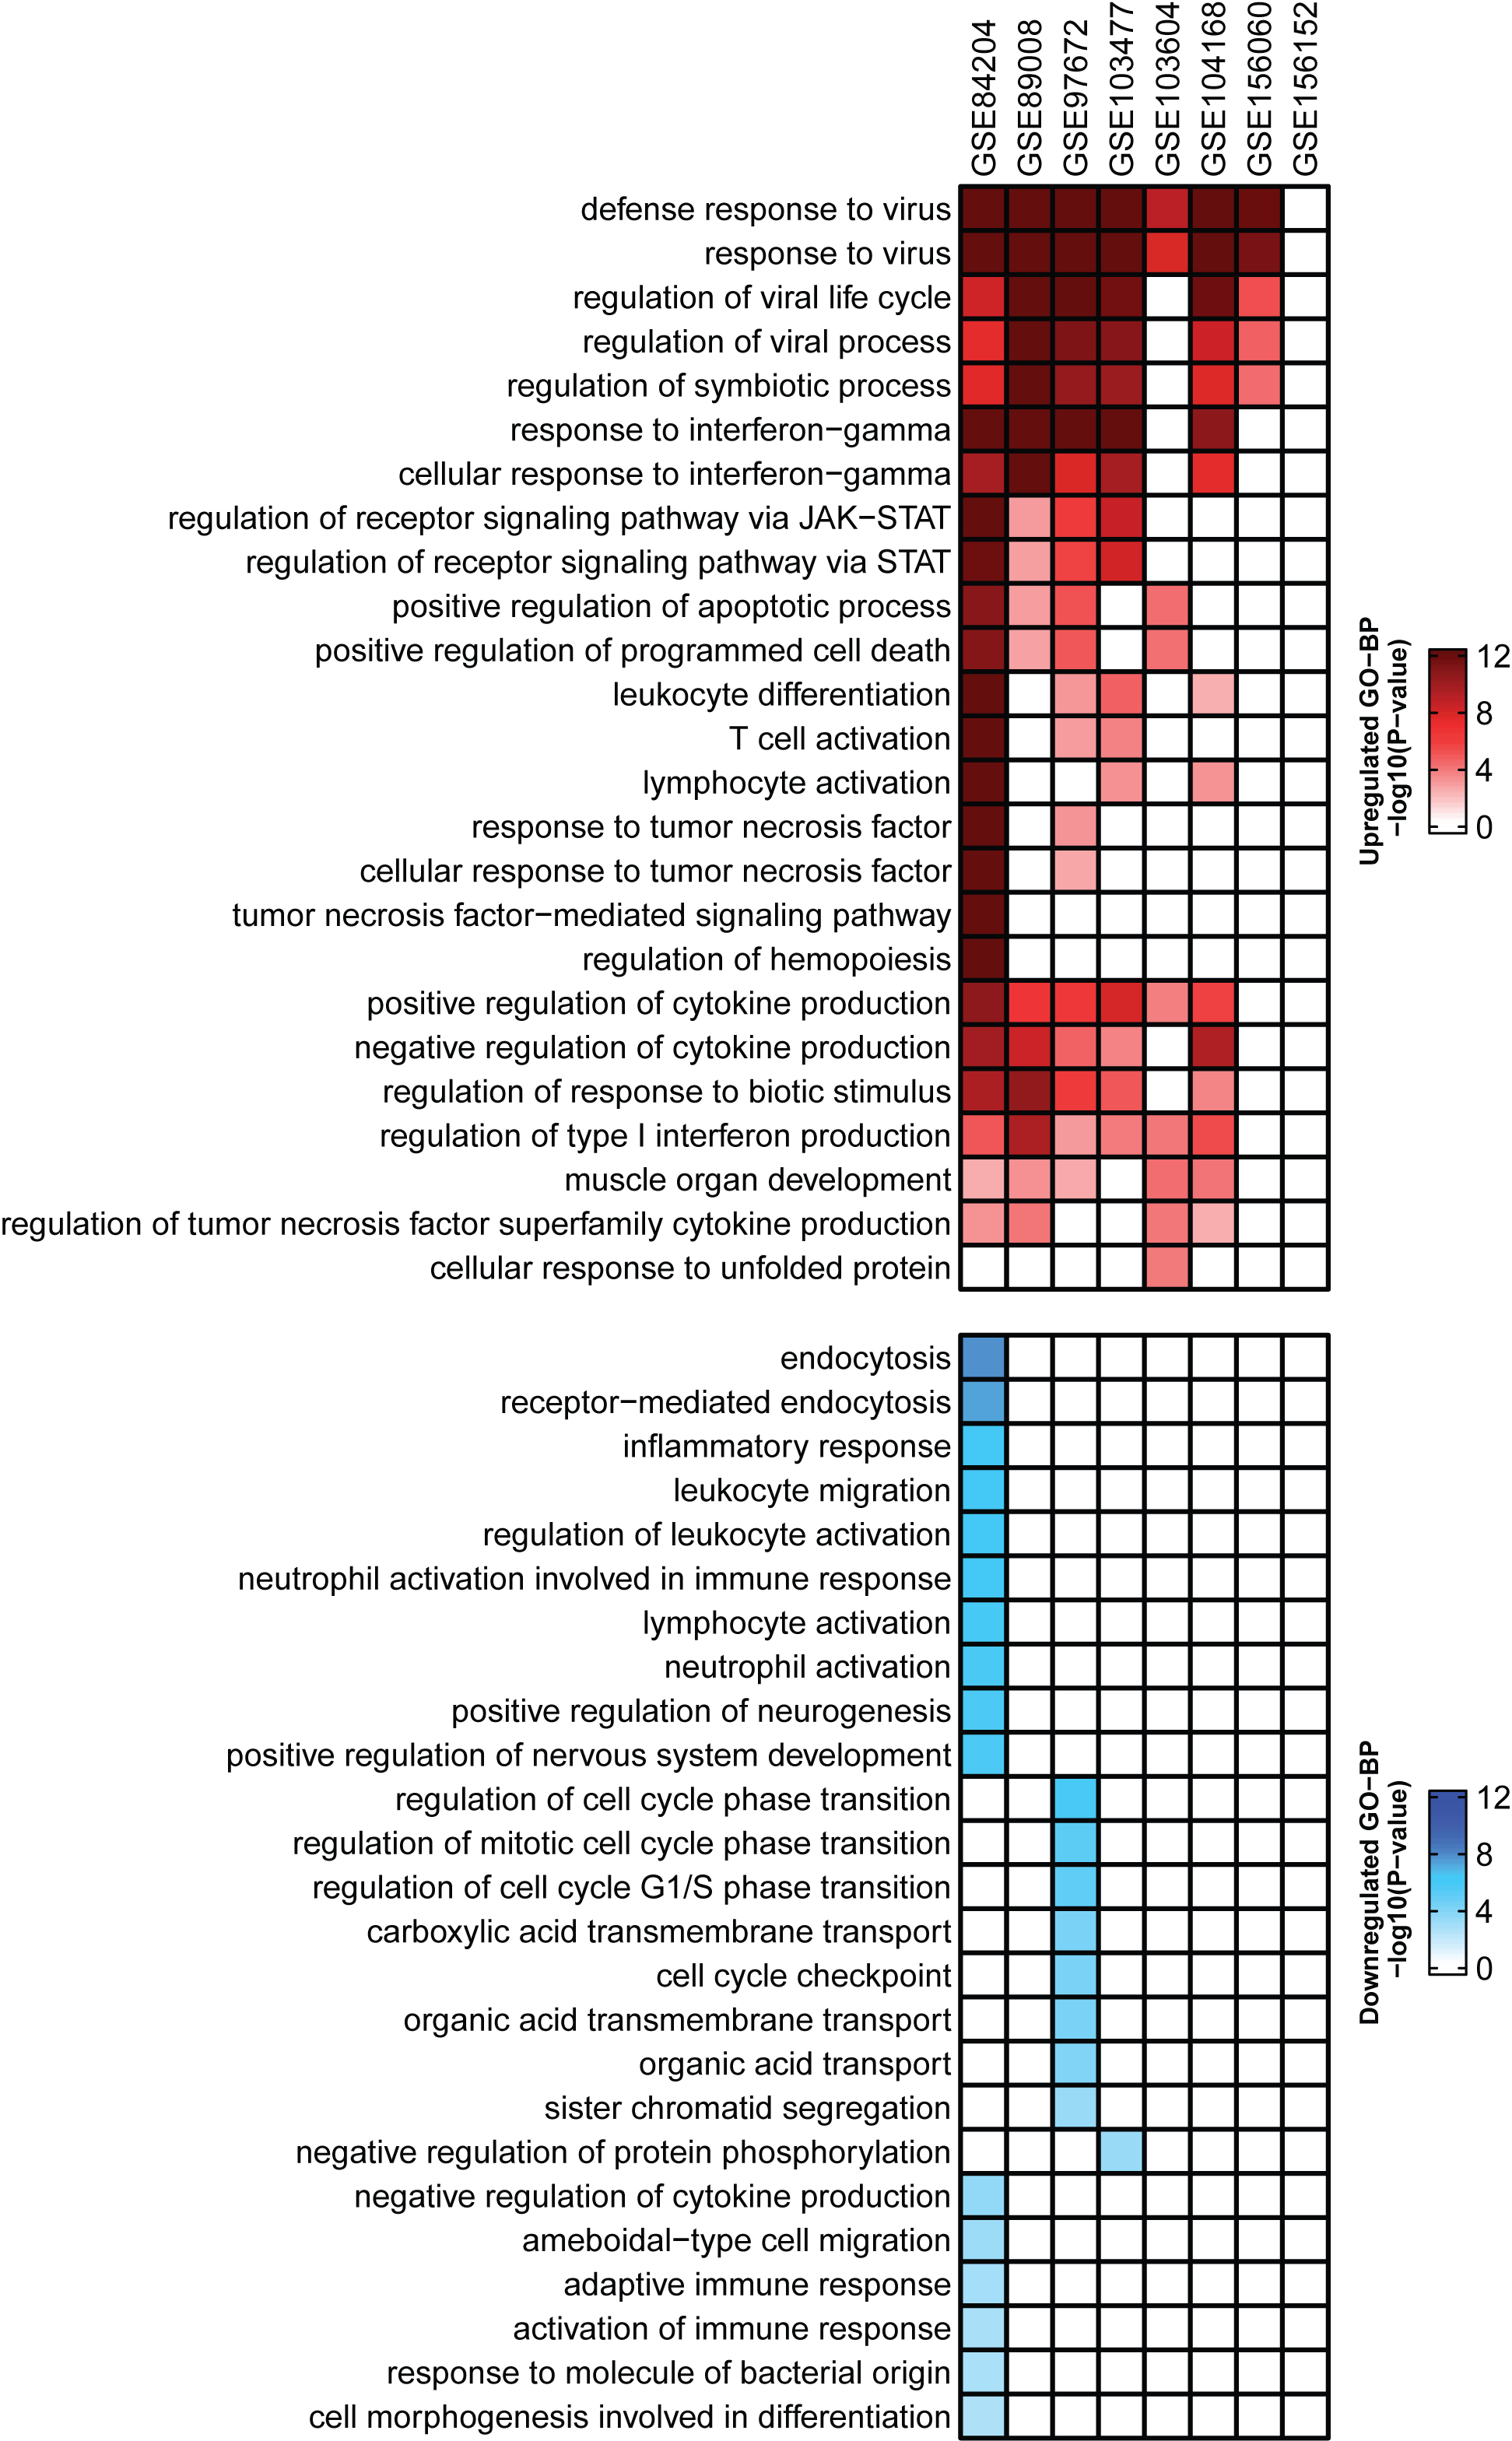 GSE84204
GSE89008
GSE97672
GSE103477
GSE103604
GSE104168
GSE156060
GSE156152
defense response to virus
response to virus
regulation of viral life cycle
regulation of viral process
regulation of symbiotic process
response to interferon−gamma
cellular response to interferon−gamma
regulation of receptor signaling pathway via JAK−STAT
regulation of receptor signaling pathway via STAT
positive regulation of apoptotic process
positive regulation of programmed cell death
leukocyte differentiation
T cell activation
lymphocyte activation
response to tumor necrosis factor
cellular response to tumor necrosis factor
tumor necrosis factor−mediated signaling pathway
regulation of hemopoiesis
positive regulation of cytokine production
negative regulation of cytokine production
regulation of response to biotic stimulus
regulation of type I interferon production
muscle organ development
regulation of tumor necrosis factor superfamily cytokine production
cellular response to unfolded protein
Upregulated GO−BP
−log10(P−value)
12
8
4
0
endocytosis
receptor−mediated endocytosis
inflammatory response
leukocyte migration
regulation of leukocyte activation
neutrophil activation involved in immune response
lymphocyte activation
neutrophil activation
positive regulation of neurogenesis
positive regulation of nervous system development
regulation of cell cycle phase transition
regulation of mitotic cell cycle phase transition
regulation of cell cycle G1/S phase transition
carboxylic acid transmembrane transport
cell cycle checkpoint
organic acid transmembrane transport
organic acid transport
sister chromatid segregation
negative regulation of protein phosphorylation
negative regulation of cytokine production
ameboidal−type cell migration
adaptive immune response
activation of immune response
response to molecule of bacterial origin
cell morphogenesis involved in differentiation
Downregulated GO−BP
−log10(P−value)
12
8
4
0